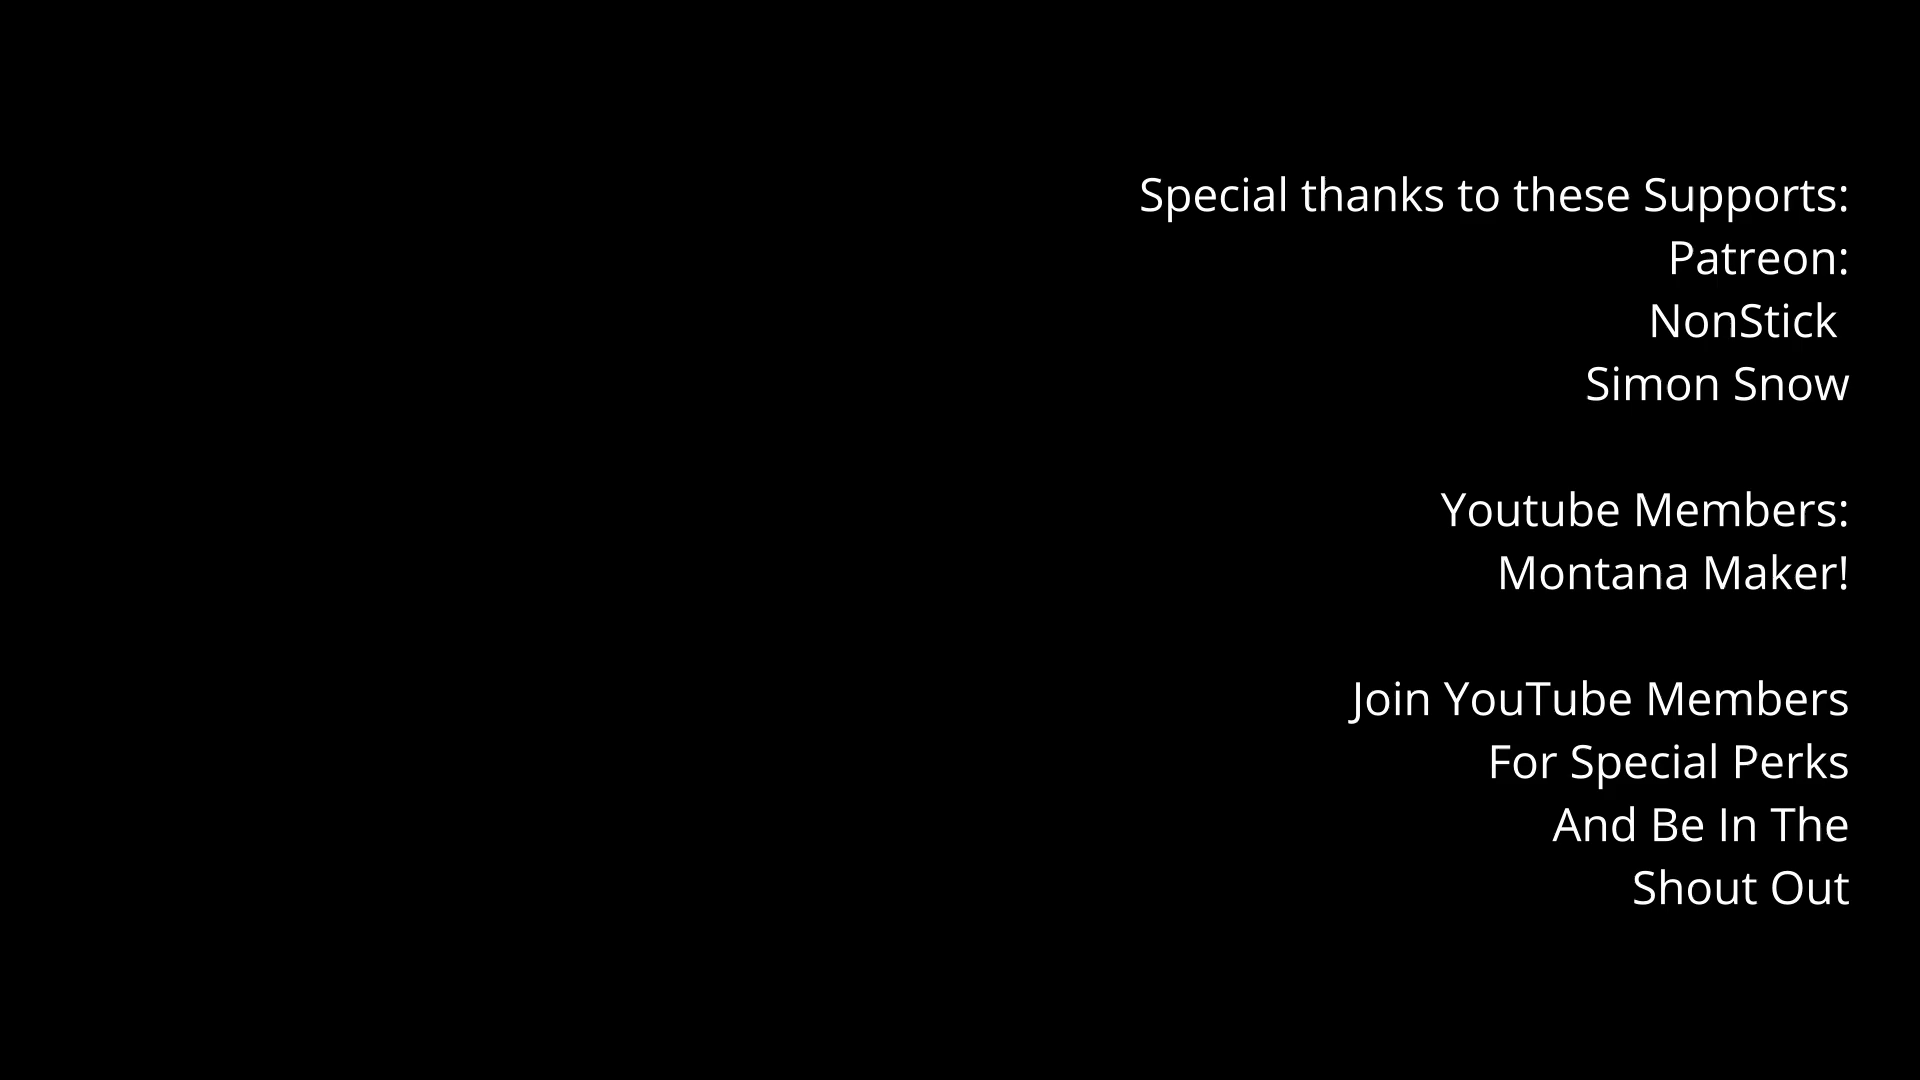 Special thanks to these Supports:
Patreon:
NonStick
Simon Snow
Youtube Members:
Montana Maker!
Join YouTube Members
For Special Perks
And Be In The
Shout Out